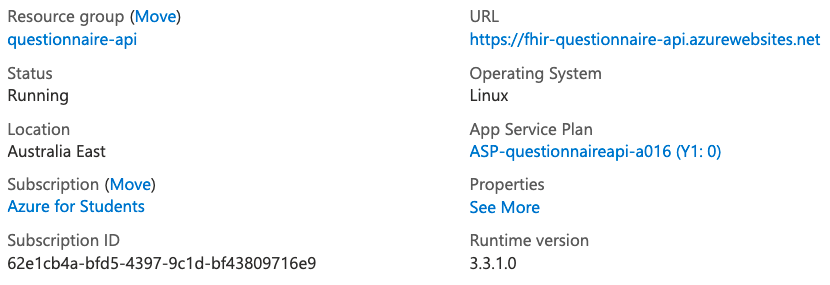 Resource group (Move)
questionnaire-api
Status
Running
Location
Australia East
Subscription (Move)
Azure for Students
Subscription ID
62e1cb4a-bfd5-4397-9c1d-bf43809716e9
URL
https://fhir-questionnaire-api.azurewebsites.net
Operating System
Linux
App Service Plan
ASP-questionnaireapi-a016 (Y1: 0)
Properties
See More
Runtime version
3.3.1.0